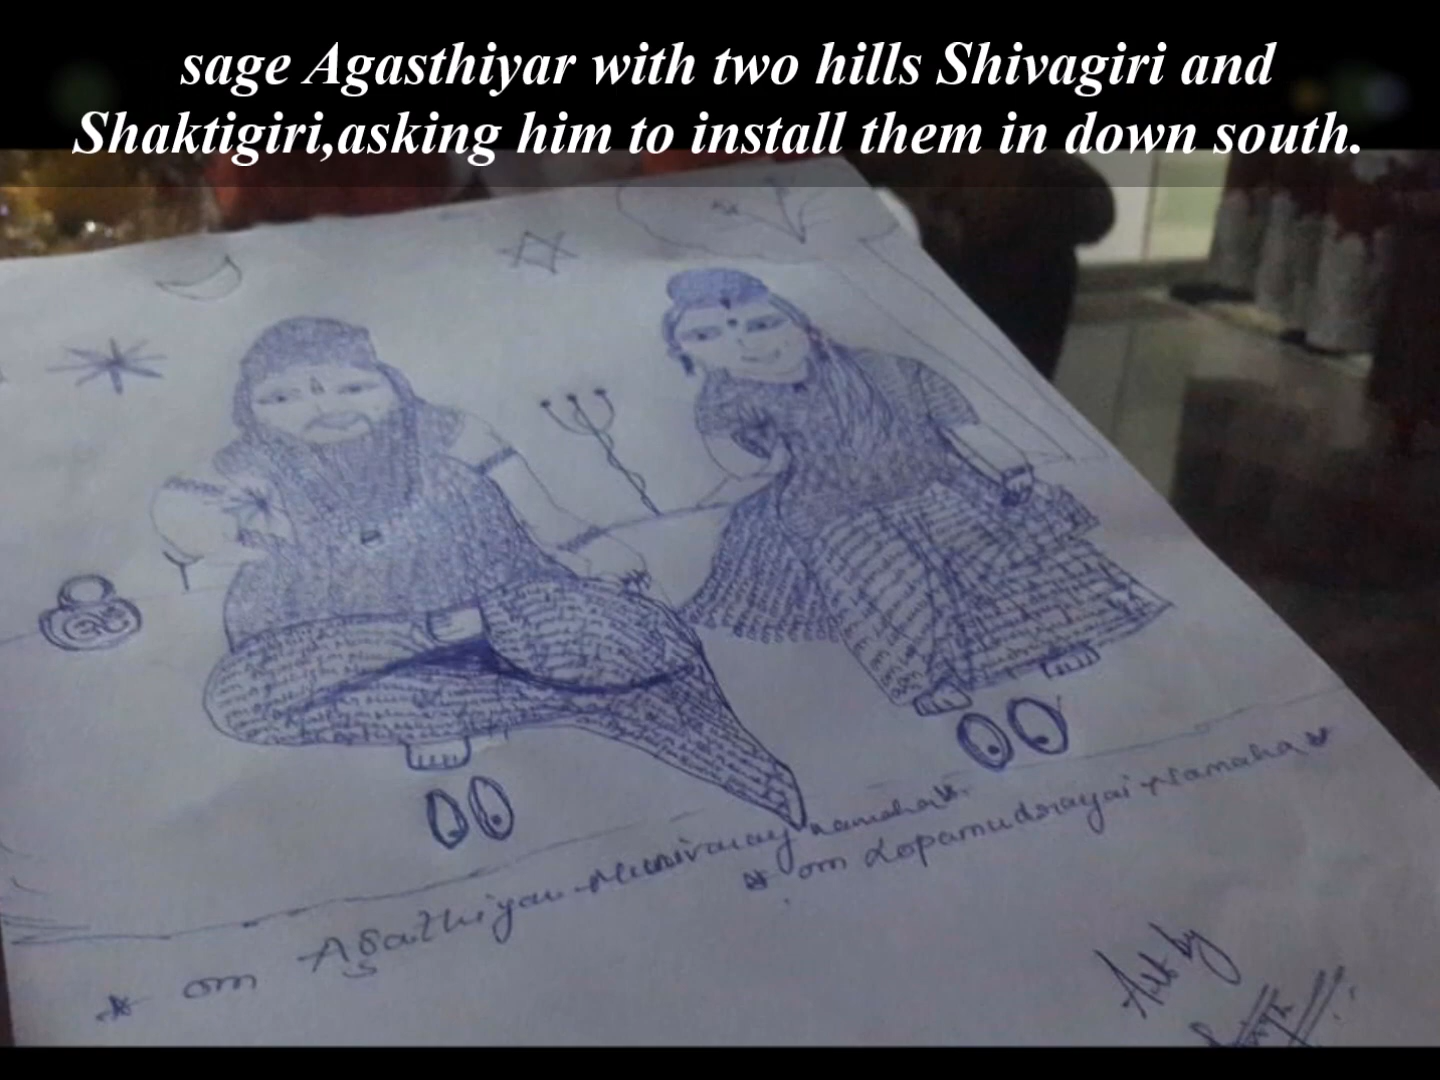 sage Agasthiyar with two hills Shivagiri and
Shaktigiri,asking him to install them in down south.
om Agathiyar Munivaray namaha
om Lopamudrayai Namaha
Art by